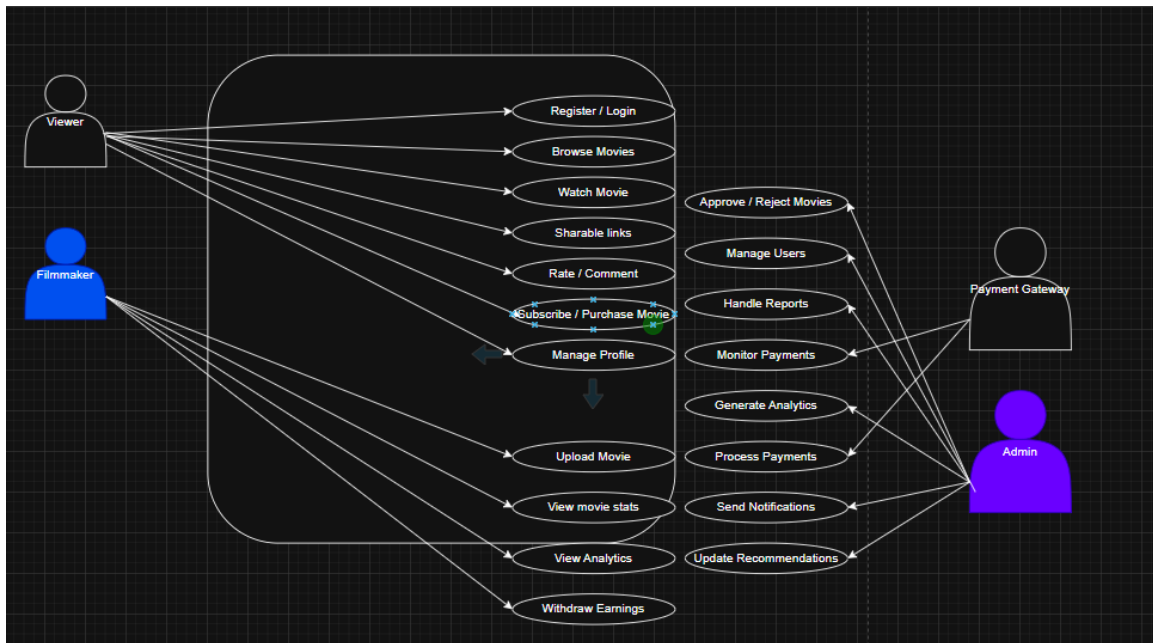 Viewer
Filmmaker
Register / Login
Browse Movies
Watch Movie
Sharable links
Rate / Comment
Subscribe / Purchase Movie
Manage Profile
Upload Movie
View movie stats
View Analytics
Withdraw Earnings
Approve / Reject Movies
Manage Users
Handle Reports
Monitor Payments
Generate Analytics
Process Payments
Send Notifications
Update Recommendations
Payment Gateway
Admin